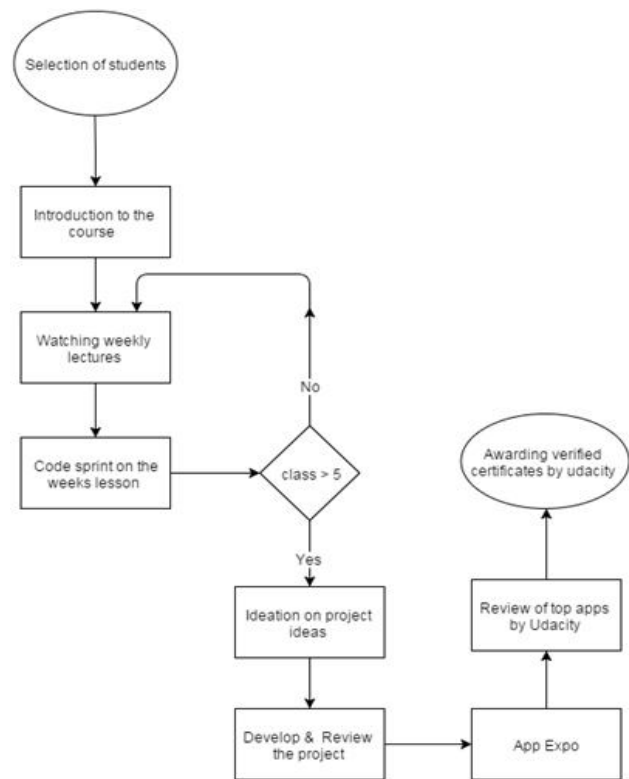 Selection of students
Introduction to the
course
Watching weekly
lectures
No
Code sprint on the
weeks lesson
class > 5
Yes
Ideation on project
ideas
Develop & Review
the project
App Expo
Review of top apps
by Udacity
Awarding verified
certificates by udacity